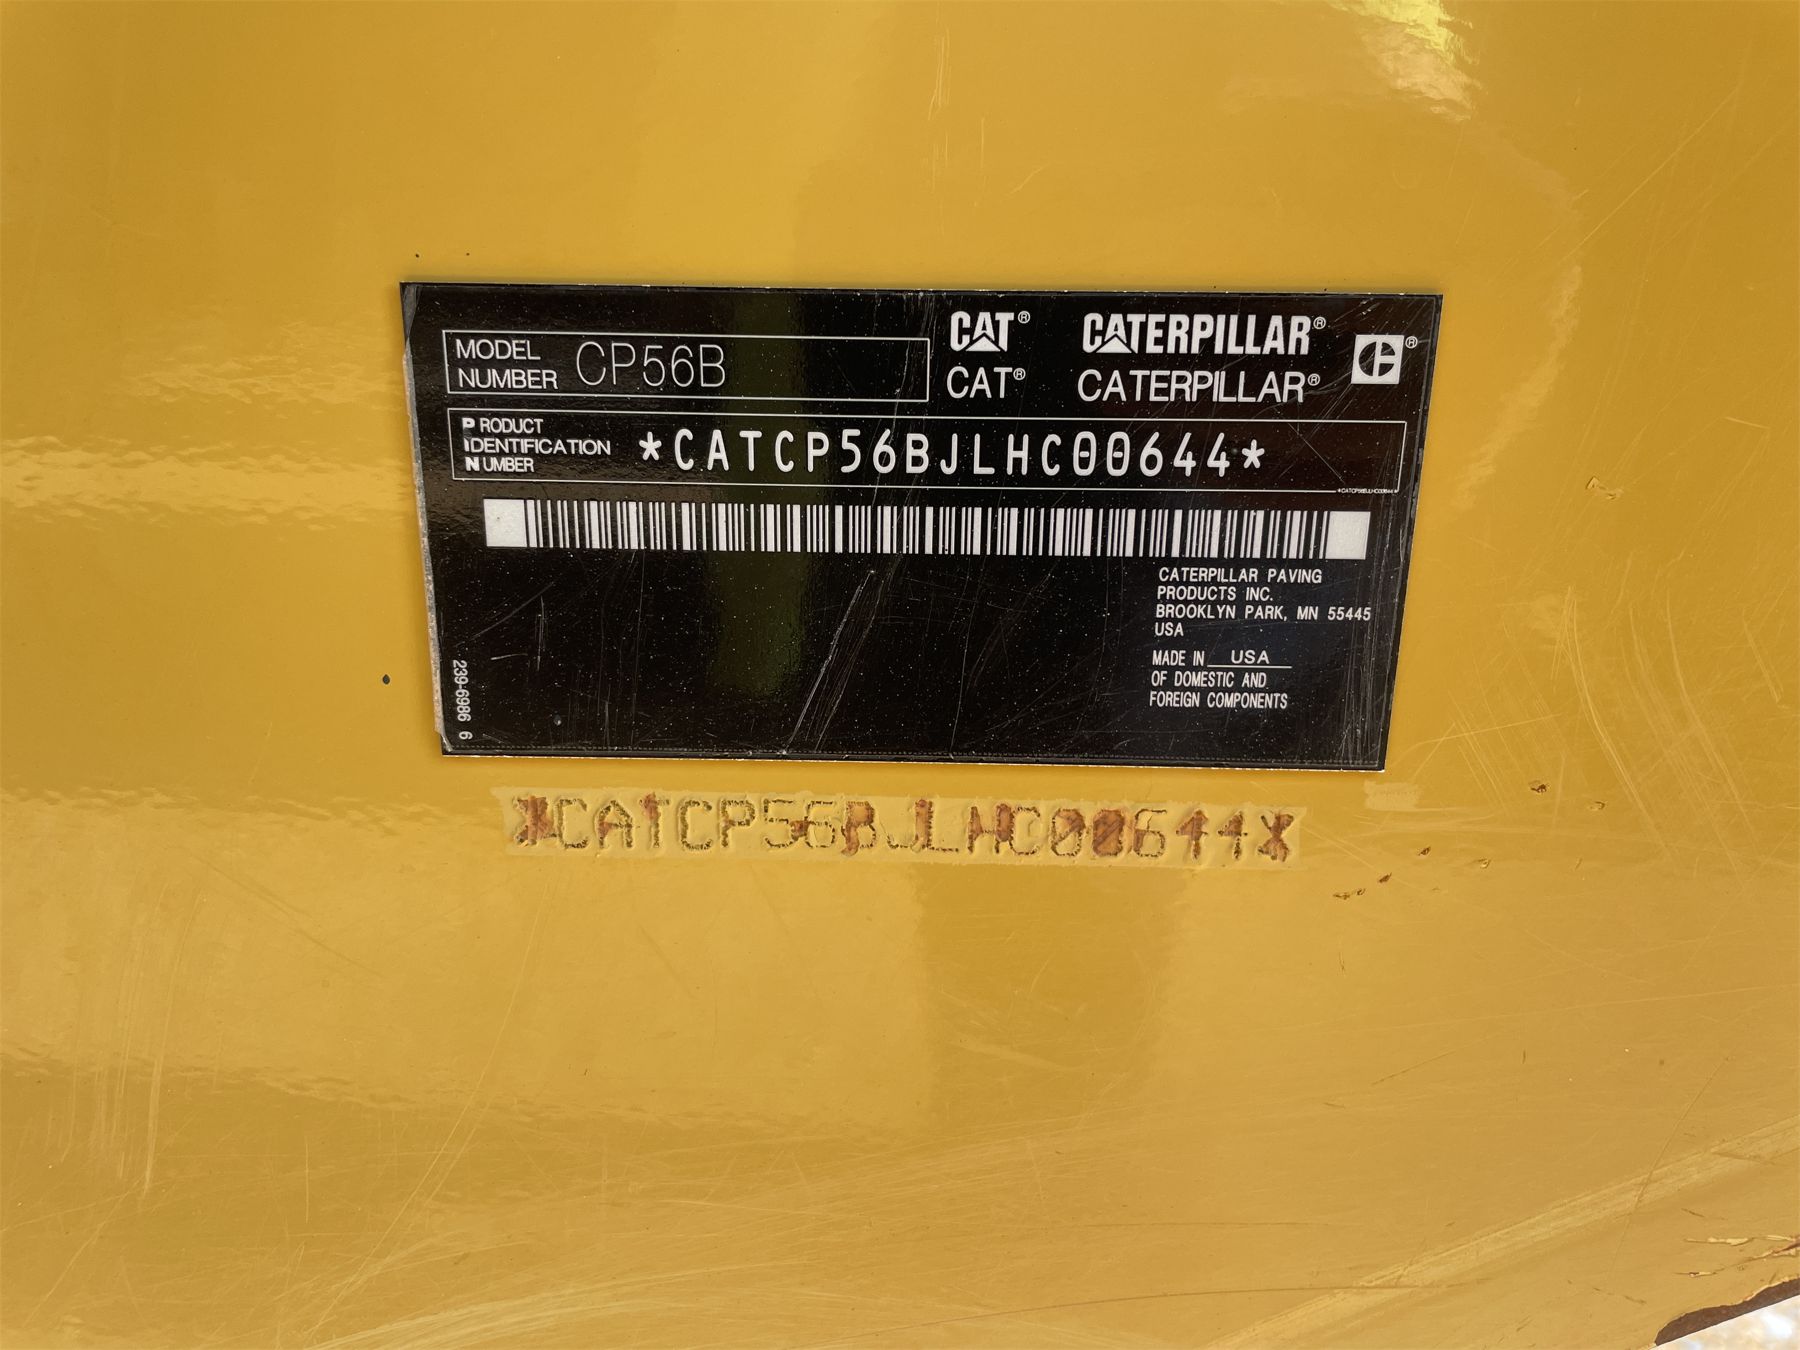 MODEL NUMBER CP56B
CAT® CATERPILLAR®
CAT® CATERPILLAR®
PRODUCT IDENTIFICATION NUMBER *CATCP56BJLHC00644*
*CATCP56BJLHC00644*
CATERPILLAR PAVING
PRODUCTS INC.
BROOKLYN PARK, MN 55445
USA
MADE IN USA
OF DOMESTIC AND
FOREIGN COMPONENTS
239-6986 6
*CATCP56BJLHC00644*